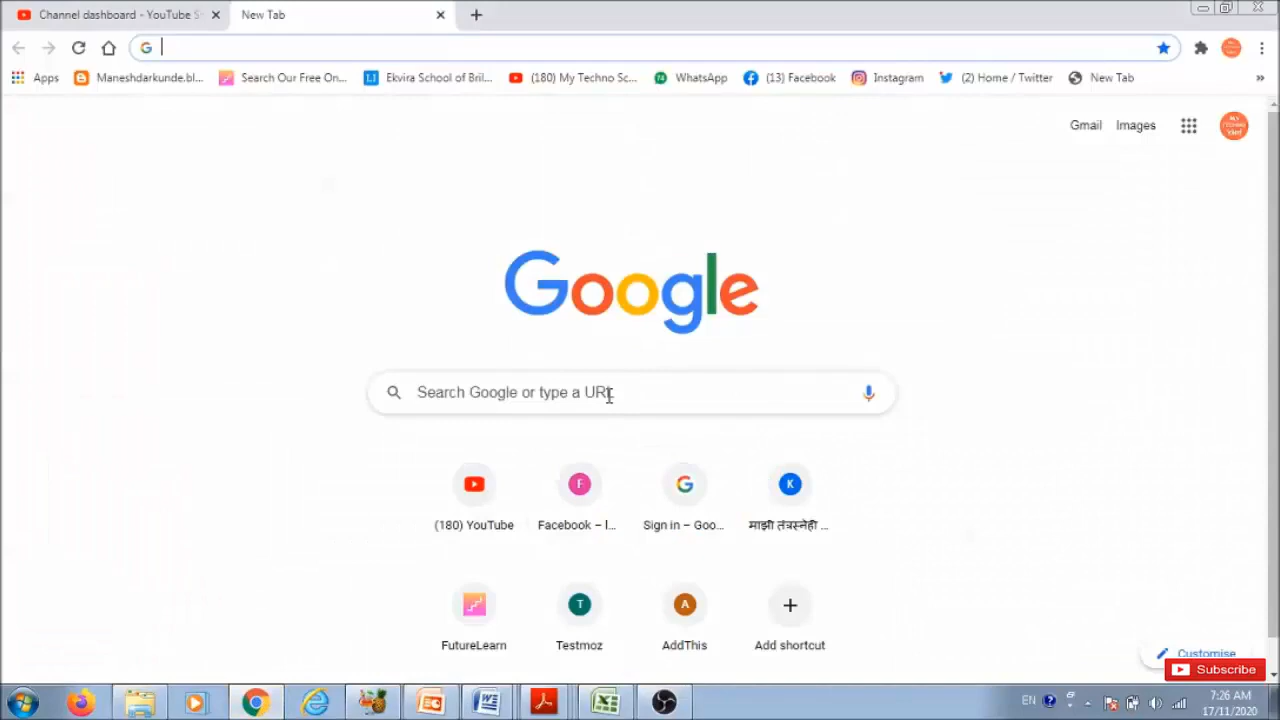 Channel dashboard - YouTube S
New Tab
Apps
Maneshdarkunde.bl...
Search Our Free On...
Ekvira School of Bril...
(180) My Techno Sc...
WhatsApp
(13) Facebook
Instagram
(2) Home / Twitter
New Tab
»
Gmail
Images
Google
Search Google or type a URL
(180) YouTube
Facebook – l...
Sign in – Goo...
माझी तंत्रस्नेही ...
FutureLearn
Testmoz
AddThis
Add shortcut
Customise
Subscribe
EN
7:26 AM
17/11/2020